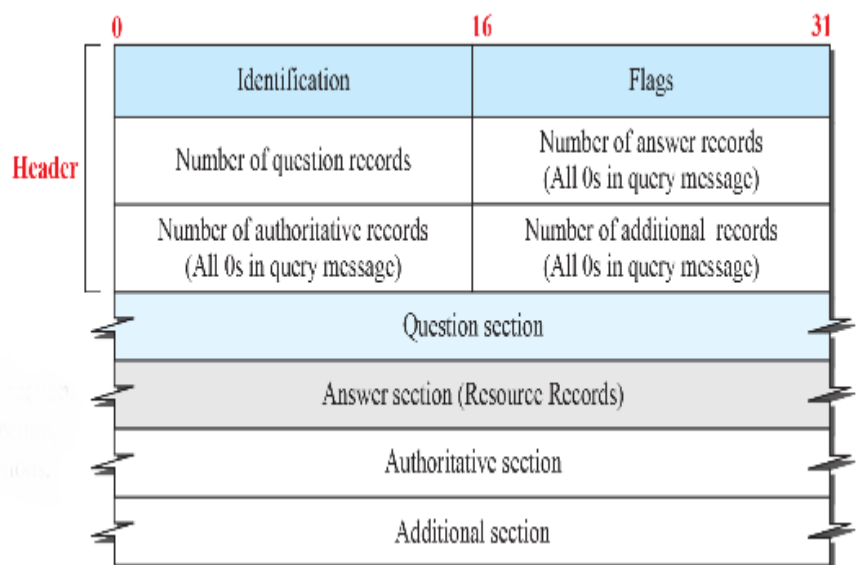 0 16 31
Identification Flags
Header
Number of question records
Number of answer records
(All 0s in query message)
Number of authoritative records
(All 0s in query message)
Number of additional records
(All 0s in query message)
Question section
Answer section (Resource Records)
Authoritative section
Additional section